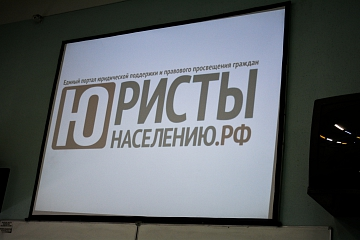 Единый портал юридической поддержки и правового просвещения граждан
ЮРИСТЫ
НАСЕЛЕНИЮ.РФ